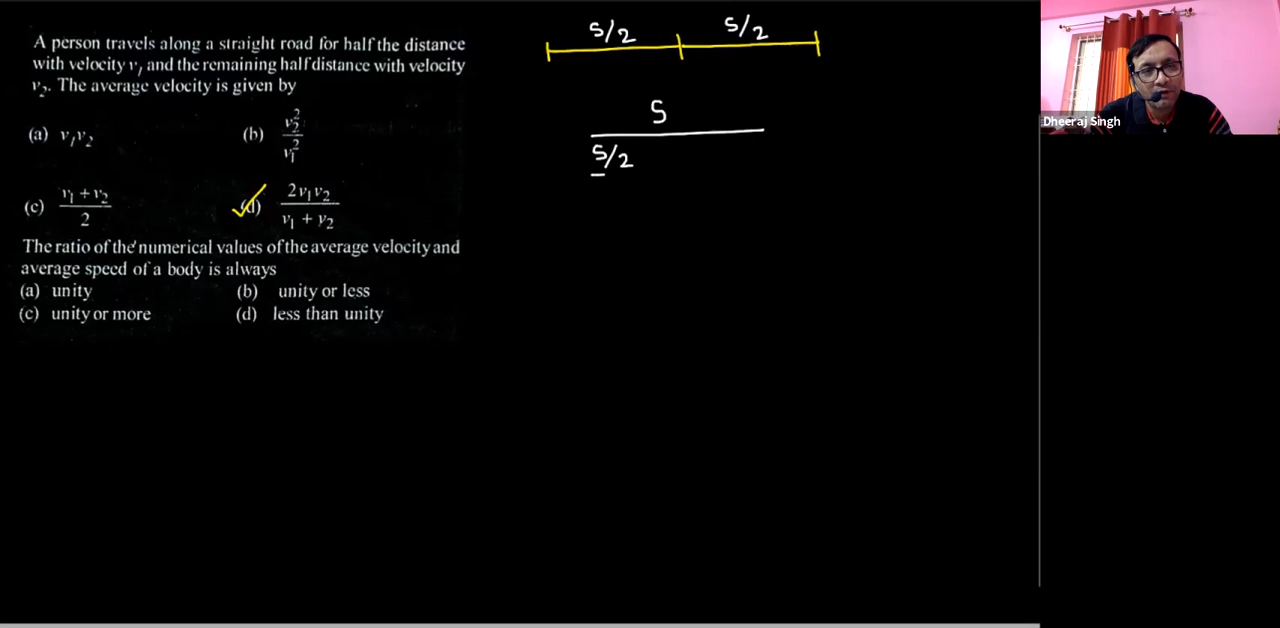 A person travels along a straight road for half the distance
with velocity v₁ and the remaining half distance with velocity
v₂. The average velocity is given by
(a) v₁v₂ (b) v₂²/v₁²
(c) v₁ + v₂/2 (d) 2v₁v₂/v₁ + v₂
The ratio of the numerical values of the average velocity and
average speed of a body is always
(a) unity (b) unity or less
(c) unity or more (d) less than unity
S/2 S/2
S
S/2
Dheeraj Singh